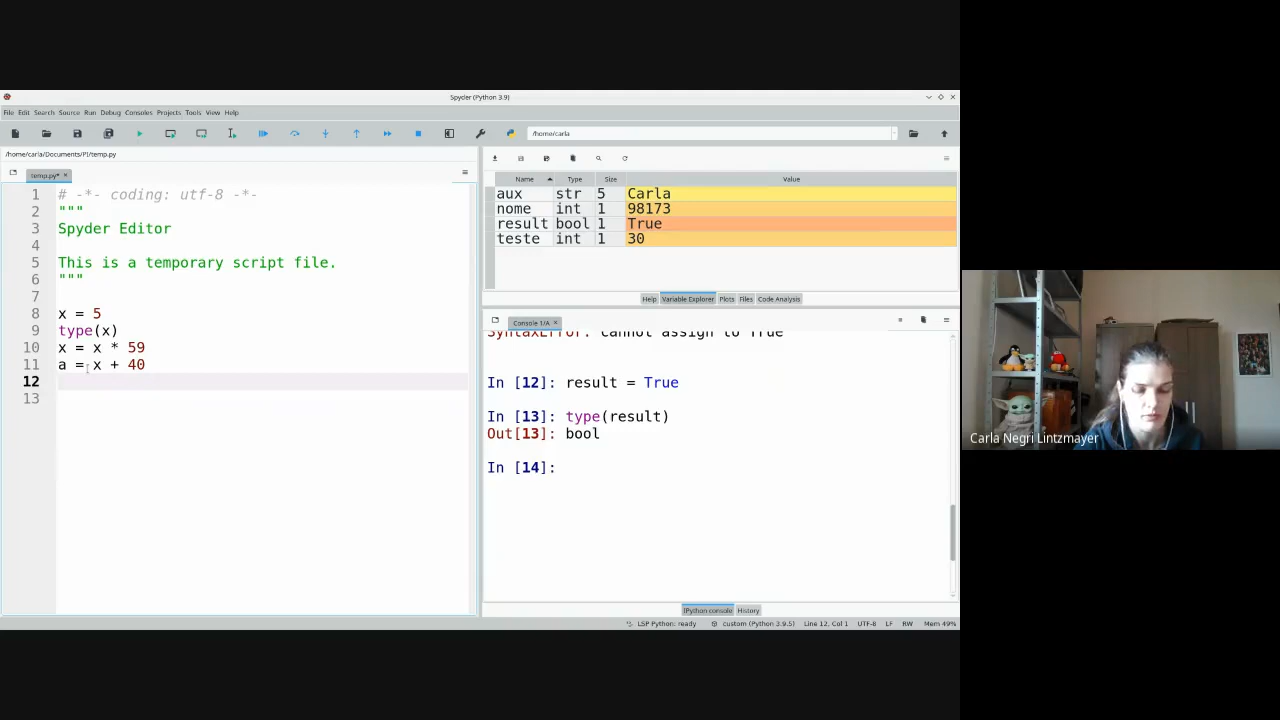 Spyder (Python 3.9)
File Edit Search Source Run Debug Consoles Projects Tools View Help
/home/carla
/home/carla/Documents/PI/temp.py
temp.py*
1 # -*- coding: utf-8 -*-
2 """
3 Spyder Editor
4
5 This is a temporary script file.
6 """
7
8 x = 5
9 type(x)
10 x = x * 59
11 a = x + 40
12
13
Name Type Size Value
aux str 5 Carla
nome int 1 98173
result bool 1 True
teste int 1 30
Help Variable Explorer Plots Files Code Analysis
Console 1/A
SyntaxError: cannot assign to True
In [12]: result = True
In [13]: type(result)
Out[13]: bool
In [14]:
IPython console History
LSP Python: ready custom (Python 3.9.5) Line 12, Col 1 UTF-8 LF RW Mem 49%
Carla Negri Lintzmayer